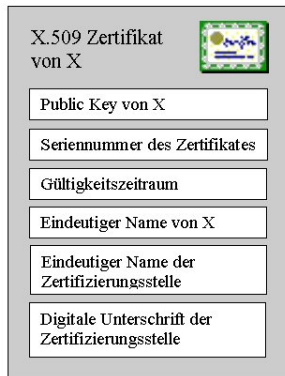 X.509 Zertifikat
von X
Public Key von X
Seriennummer des Zertifikates
Gültigkeitszeitraum
Eindeutiger Name von X
Eindeutiger Name der
Zertifizierungsstelle
Digitale Unterschrift der
Zertifizierungsstelle